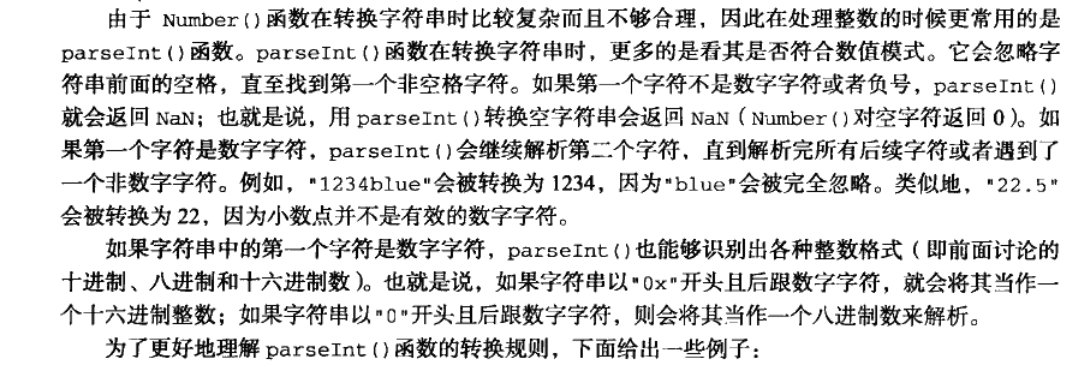 由于 Number()函数在转换字符串时比较复杂而且不够合理，因此在处理整数的时候更常用的是
parseInt()函数。parseInt()函数在转换字符串时，更多的是看其是否符合数值模式。它会忽略字
符串前面的空格，直至找到第一个非空格字符。如果第一个字符不是数字字符或者负号，parseInt()
就会返回 NaN；也就是说，用 parseInt()转换空字符串会返回 NaN（Number()对空字符返回 0）。如
果第一个字符是数字字符，parseInt()会继续解析第二个字符，直到解析完所有后续字符或者遇到了
一个非数字字符。例如，"1234blue"会被转换为 1234，因为"blue"会被完全忽略。类似地，"22.5"
会被转换为 22，因为小数点并不是有效的数字字符。
如果字符串中的第一个字符是数字字符，parseInt()也能够识别出各种整数格式（即前面讨论的
十进制、八进制和十六进制数）。也就是说，如果字符串以"0x"开头且后跟数字字符，就会将其当作一
个十六进制整数；如果字符串以"0"开头且后跟数字字符，则会将其当作一个八进制数来解析。
为了更好地理解 parseInt()函数的转换规则，下面给出一些例子：